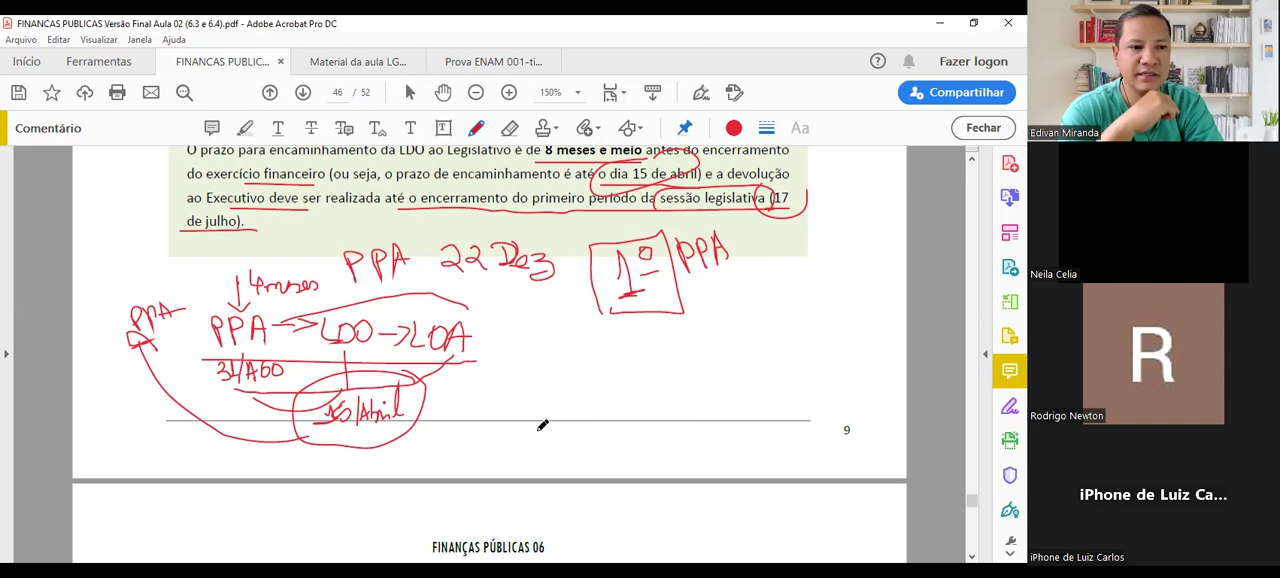 FINANÇAS PUBLICAS Versão Final Aula 02 (6.3 e 6.4).pdf - Adobe Acrobat Pro DC
Arquivo Editar Visualizar Janela Ajuda
Início Ferramentas FINANCAS PUBLIC... × Material da aula LG... Prova ENAM 001-ti... Fazer logon
46 / 52 150% Compartilhar
Comentário Aa Fechar
O prazo para encaminhamento da LDO ao Legislativo é de 8 meses e meio antes do encerramento
do exercício financeiro (ou seja, o prazo de encaminhamento é até o dia 15 de abril) e a devolução
ao Executivo deve ser realizada até o encerramento do primeiro período da sessão legislativa (17
de julho).
PPA 22 Dez 1º PPA
4 meses
PPA
PPA -> LDO -> LOA
31/AGO
/Abril
9
FINANÇAS PÚBLICAS 06
Edivan Miranda
Neila Celia
R
Rodrigo Newton
iPhone de Luiz Ca...
iPhone de Luiz Carlos